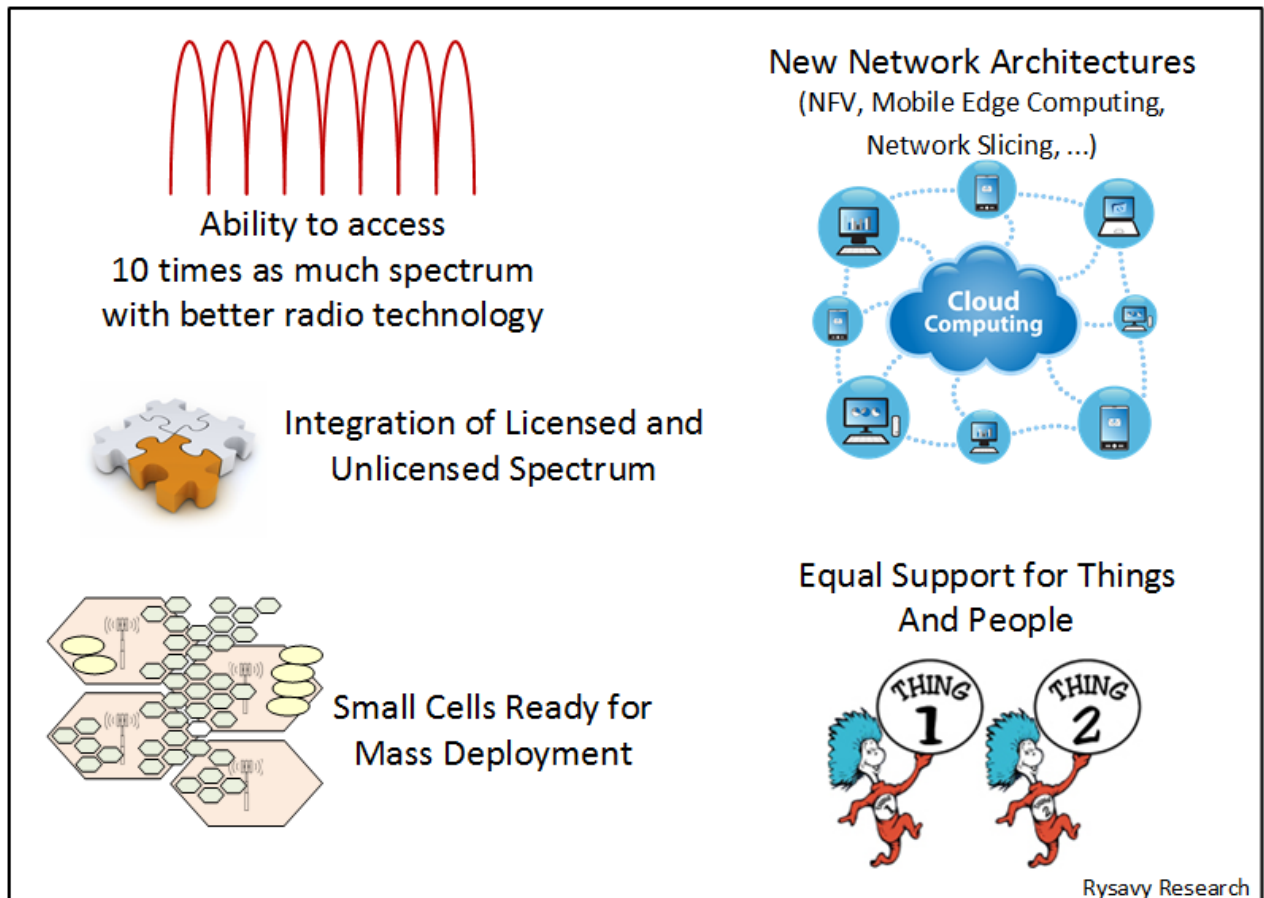 Ability to access
10 times as much spectrum
with better radio technology
Integration of Licensed and
Unlicensed Spectrum
Small Cells Ready for
Mass Deployment
New Network Architectures
(NFV, Mobile Edge Computing,
Network Slicing, ...)
Cloud
Computing
Equal Support for Things
And People
THING
1
THING
2
Rysavy Research